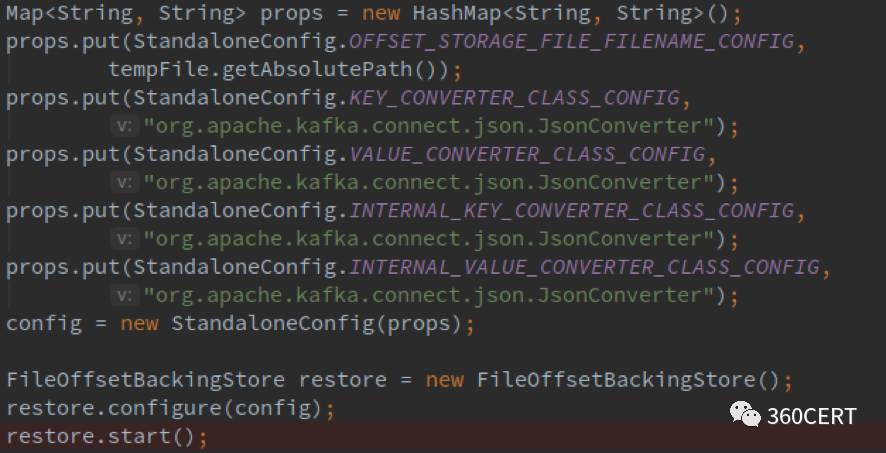 Map<String, String> props = new HashMap<String, String>();
props.put(StandaloneConfig.OFFSET_STORAGE_FILE_FILENAME_CONFIG,
tempFile.getAbsolutePath());
props.put(StandaloneConfig.KEY_CONVERTER_CLASS_CONFIG,
v: "org.apache.kafka.connect.json.JsonConverter");
props.put(StandaloneConfig.VALUE_CONVERTER_CLASS_CONFIG,
v: "org.apache.kafka.connect.json.JsonConverter");
props.put(StandaloneConfig.INTERNAL_KEY_CONVERTER_CLASS_CONFIG,
v: "org.apache.kafka.connect.json.JsonConverter");
props.put(StandaloneConfig.INTERNAL_VALUE_CONVERTER_CLASS_CONFIG,
v: "org.apache.kafka.connect.json.JsonConverter");
config = new StandaloneConfig(props);
FileOffsetBackingStore restore = new FileOffsetBackingStore();
restore.configure(config);
360CERT
restore.start();